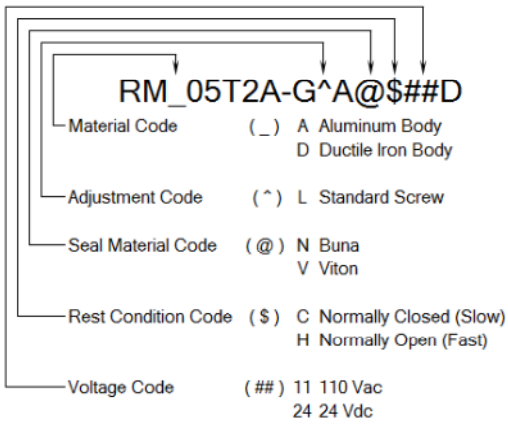 RM_05T2A-G^A@$##D
Material Code ( _ ) A Aluminum Body
D Ductile Iron Body
Adjustment Code ( ^ ) L Standard Screw
Seal Material Code ( @ ) N Buna
V Viton
Rest Condition Code ( $ ) C Normally Closed (Slow)
H Normally Open (Fast)
Voltage Code ( ## ) 11 110 Vac
24 24 Vdc